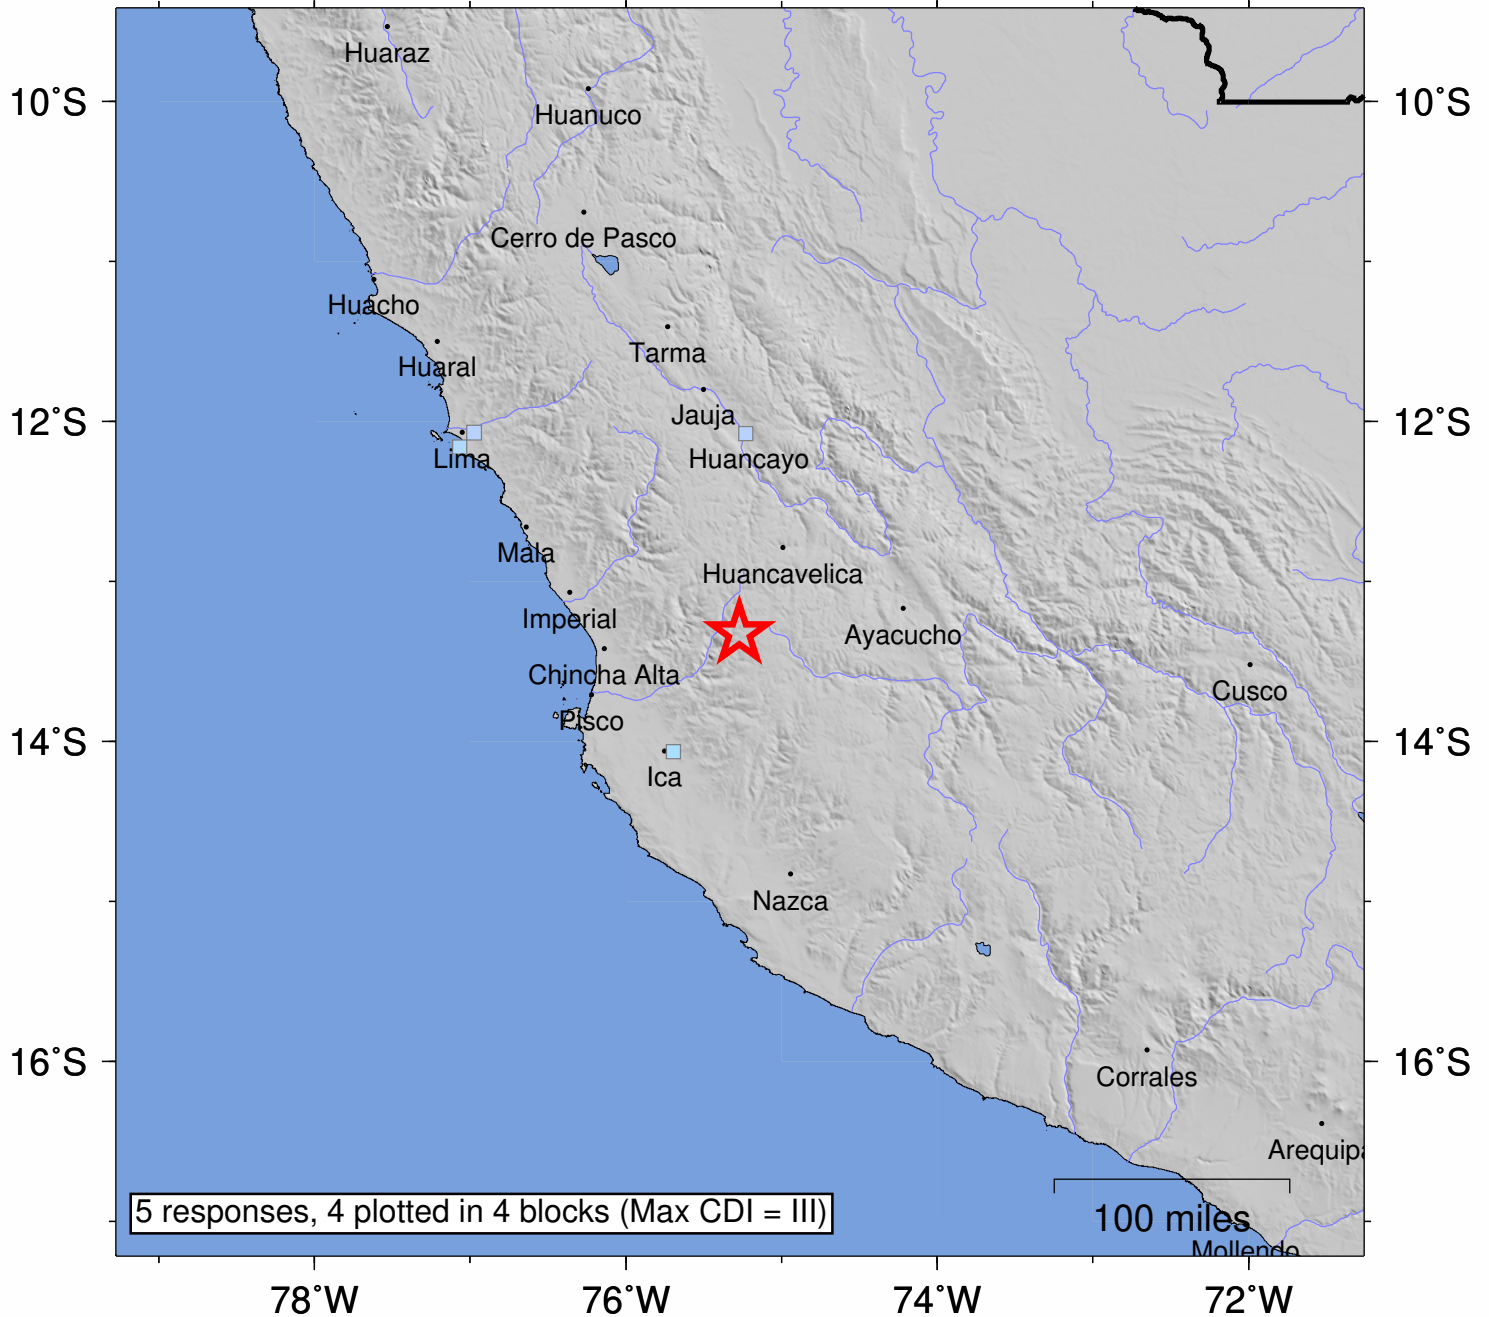 Huaraz
10°S
10°S
Huanuco
Cerro de Pasco
Huacho
Tarma
Huaral
Jauja
12°S
12°S
Lima
Huancayo
Mala
Huancavelica
Imperial
Ayacucho
Chincha Alta
Cusco
Pisco
14°S
14°S
Ica
Nazca
16°S
16°S
Corrales
Arequipa
5 responses, 4 plotted in 4 blocks (Max CDI = III)
100 miles
Mollendo
78°W
76°W
74°W
72°W